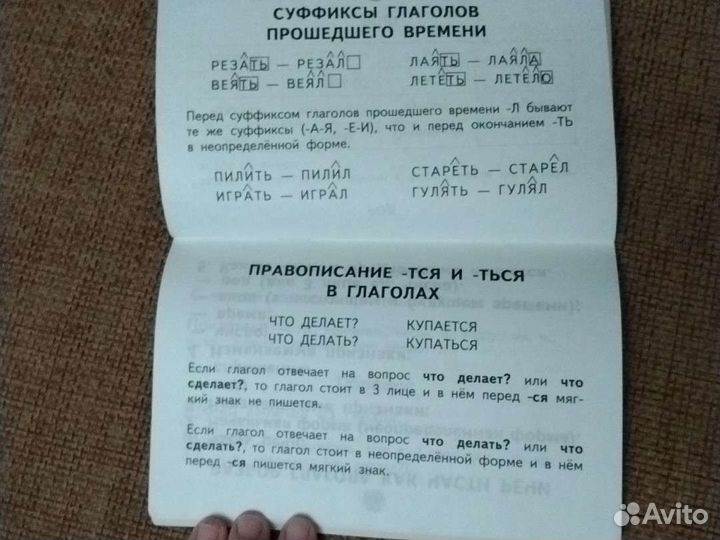 СУФФИКСЫ ГЛАГОЛОВ
ПРОШЕДШЕГО ВРЕМЕНИ
РЕЗАТЬ — РЕЗАЛ ЛАЯТЬ — ЛАЯЛА
ВЕЯТЬ — ВЕЯЛ ЛЕТЕТЬ — ЛЕТЕЛО
Перед суффиксом глаголов прошедшего времени -Л бывают
те же суффиксы (-А-Я, -Е-И), что и перед окончанием -ТЬ
в неопределённой форме.
ПИЛИТЬ — ПИЛИЛ СТАРЕТЬ — СТАРЕЛ
ИГРАТЬ — ИГРАЛ ГУЛЯТЬ — ГУЛЯЛ
ПРАВОПИСАНИЕ -ТСЯ И -ТЬСЯ
В ГЛАГОЛАХ
ЧТО ДЕЛАЕТ? КУПАЕТСЯ
ЧТО ДЕЛАТЬ? КУПАТЬСЯ
Если глагол отвечает на вопрос что делает? или что
сделает?, то глагол стоит в 3 лице и в нём перед -ся мяг-
кий знак не пишется.
Если глагол отвечает на вопрос что делать? или что
сделать?, то глагол стоит в неопределённой форме и в нём
перед -ся пишется мягкий знак.
Avito